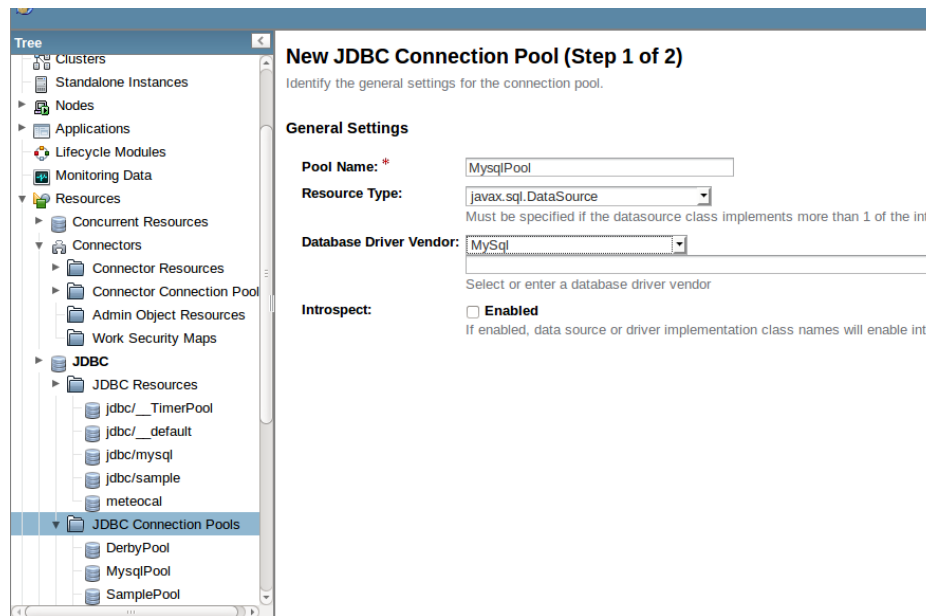 Tree
Clusters
Standalone Instances
Nodes
Applications
Lifecycle Modules
Monitoring Data
Resources
Concurrent Resources
Connectors
Connector Resources
Connector Connection Pool
Admin Object Resources
Work Security Maps
JDBC
JDBC Resources
jdbc/__TimerPool
jdbc/__default
jdbc/mysql
jdbc/sample
meteocal
JDBC Connection Pools
DerbyPool
MysqlPool
SamplePool
New JDBC Connection Pool (Step 1 of 2)
Identify the general settings for the connection pool.
General Settings
Pool Name: * MysqlPool
Resource Type: javax.sql.DataSource
Must be specified if the datasource class implements more than 1 of the
Database Driver Vendor: MySql
Select or enter a database driver vendor
Introspect: Enabled
If enabled, data source or driver implementation class names will enable